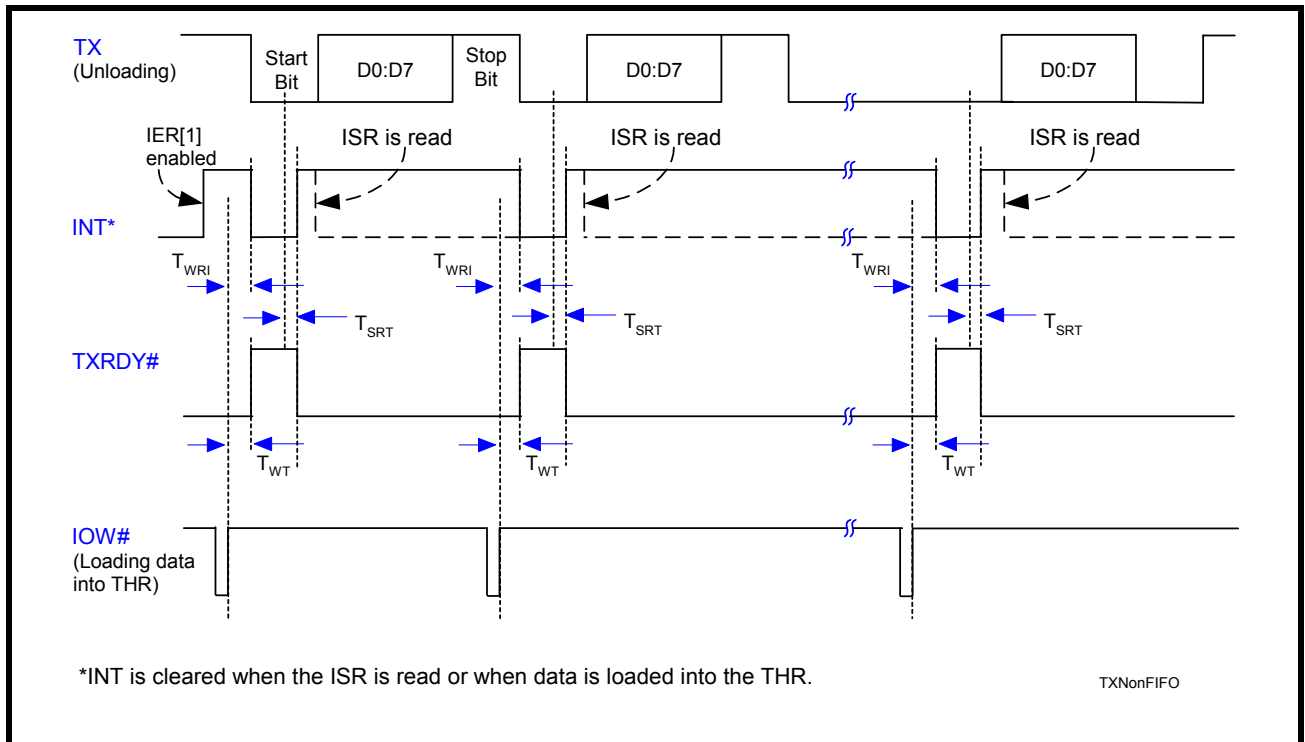 TX
(Unloading)
Start
Bit
D0:D7
Stop
Bit
D0:D7
D0:D7
IER[1]
enabled
ISR is read
ISR is read
ISR is read
INT*
TWRI
TWRI
TWRI
TSRT
TSRT
TSRT
TXRDY#
TWT
TWT
TWT
IOW#
(Loading data
into THR)
*INT is cleared when the ISR is read or when data is loaded into the THR.
TXNonFIFO